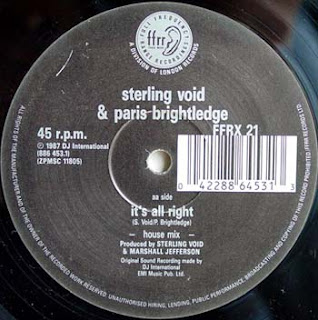 FULL FREQUENCY RANGE RECORDINGS
ffrr
A DIVISION OF LONDON RECORDS
sterling void
& paris brightledge
45 r.p.m.
FFRX 21
℗ 1987 DJ International
(886 453.1)
(ZPMSC 11805)
0 42288 64531 3
aa side
it's all right
(S. Void/P. Brightledge)
– house mix –
Produced by STERLING VOID
& MARSHALL JEFFERSON
Original Sound Recording made by
DJ International
EMI Music Pub. Ltd.
ALL RIGHTS OF THE MANUFACTURER AND OF THE OWNER OF THE RECORDED WORK RESERVED. UNAUTHORISED HIRING, LENDING, PUBLIC PERFORMANCE, BROADCASTING AND COPYING OF THIS RECORD PROHIBITED